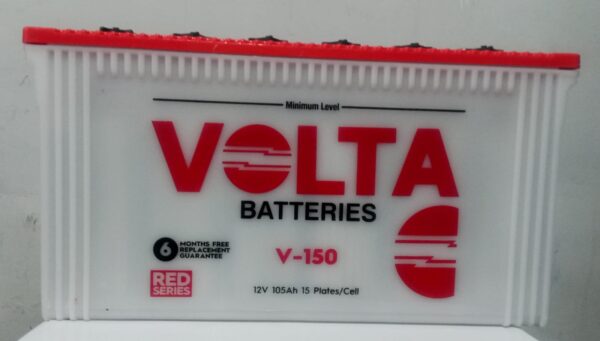 Minimum Level
VOLTA
BATTERIES
6 MONTHS FREE
REPLACEMENT
GUARANTEE
V-150
RED
SERIES
12V 105Ah 15 Plates/Cell